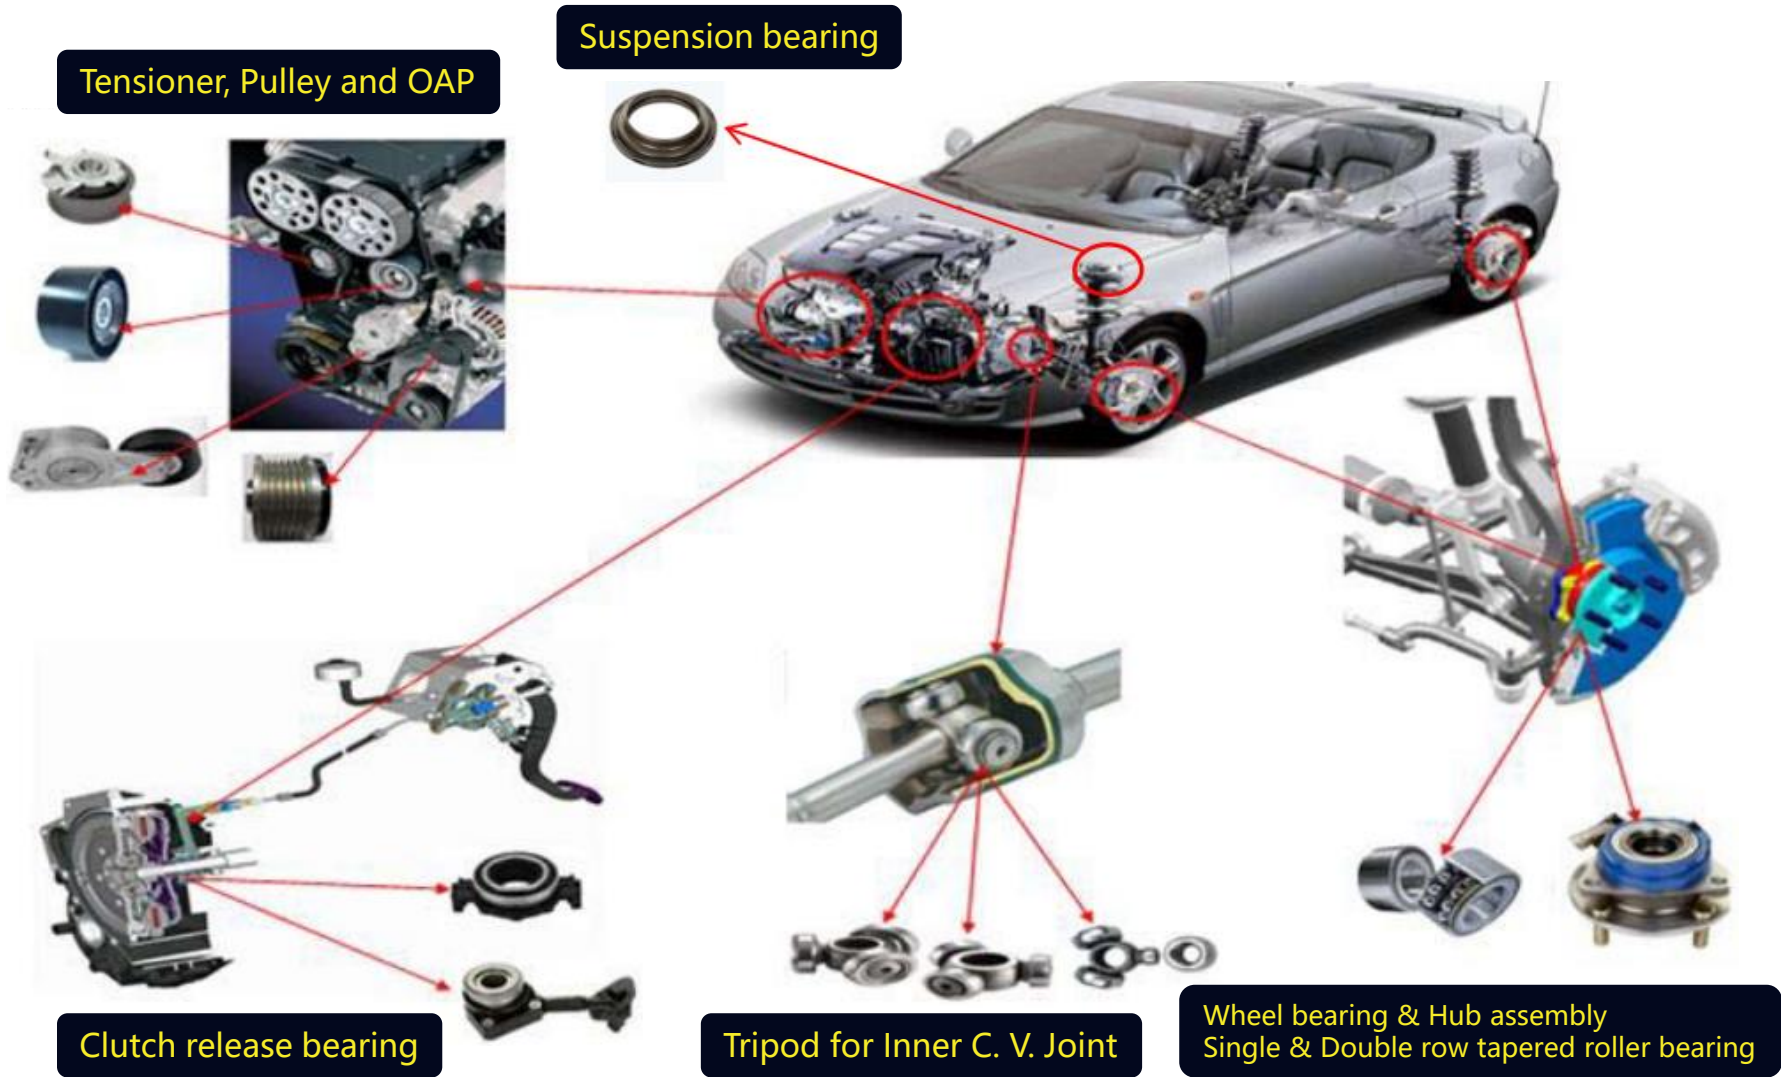 Suspension bearing
Tensioner, Pulley and OAP
Clutch release bearing
Tripod for Inner C. V. Joint
Wheel bearing & Hub assembly
Single & Double row tapered roller bearing